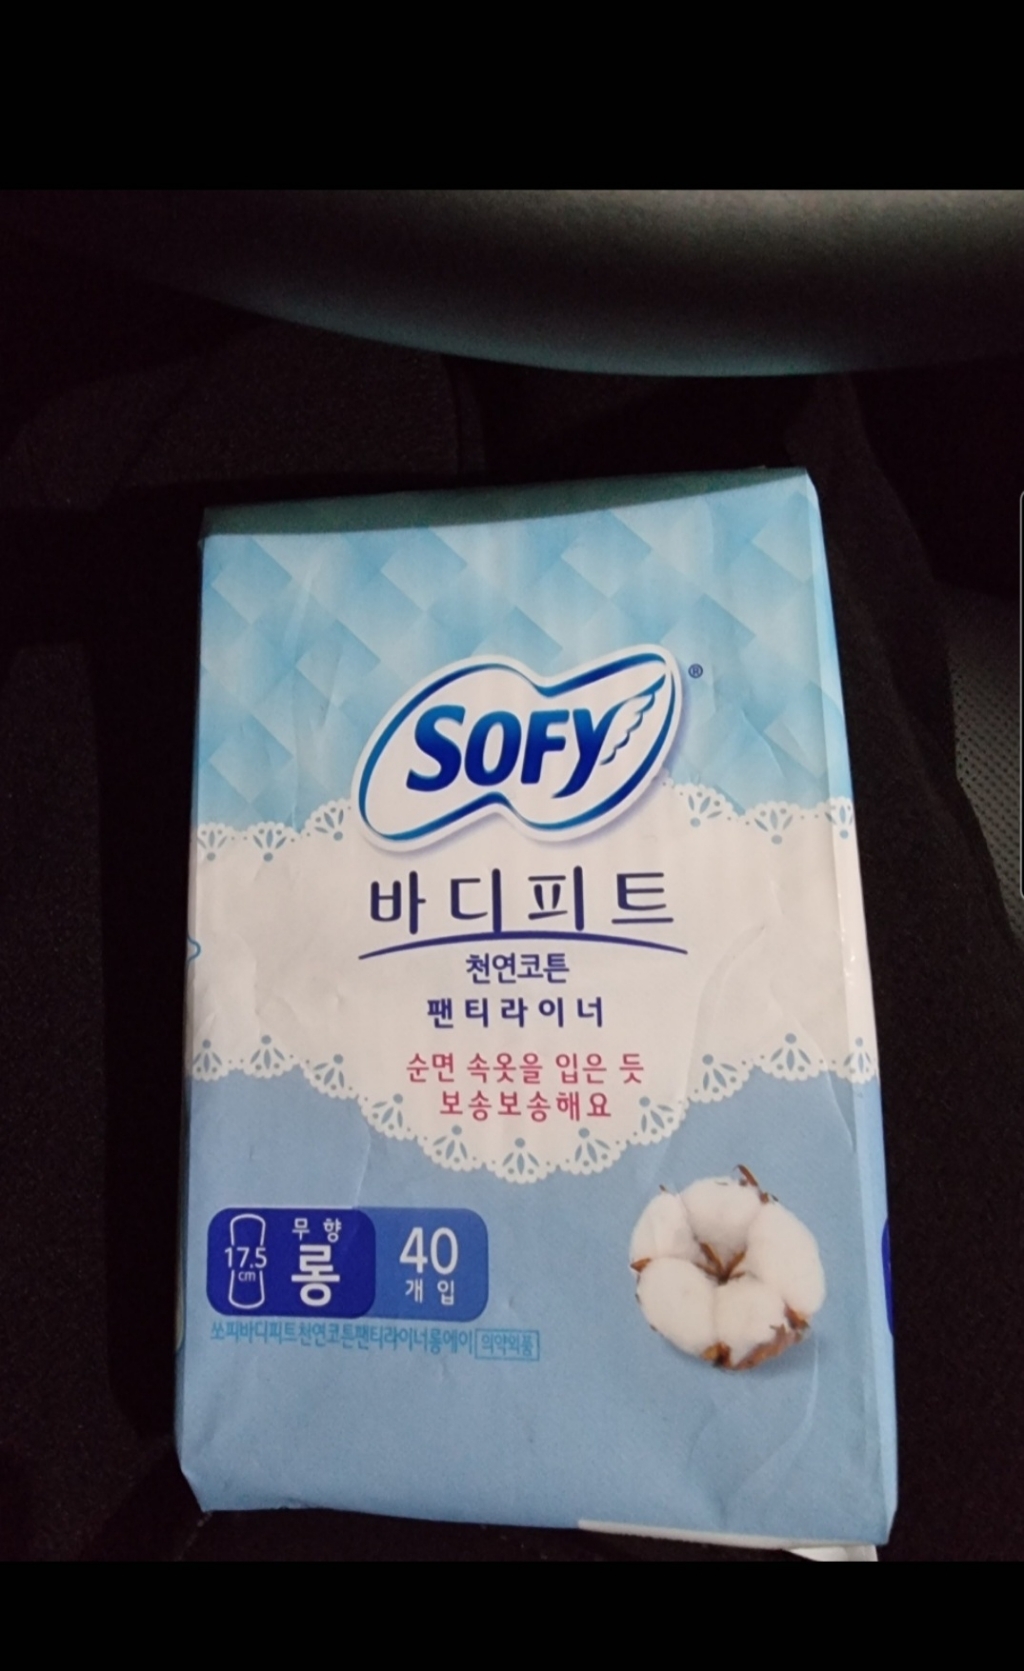 SOFY®
바디피트
천연코튼
팬티라이너
순면 속옷을 입은 듯
보송보송해요
17.5
cm
무향
롱
40
개입
쏘피바디피트천연코튼팬티라이너롱에이 의약외품